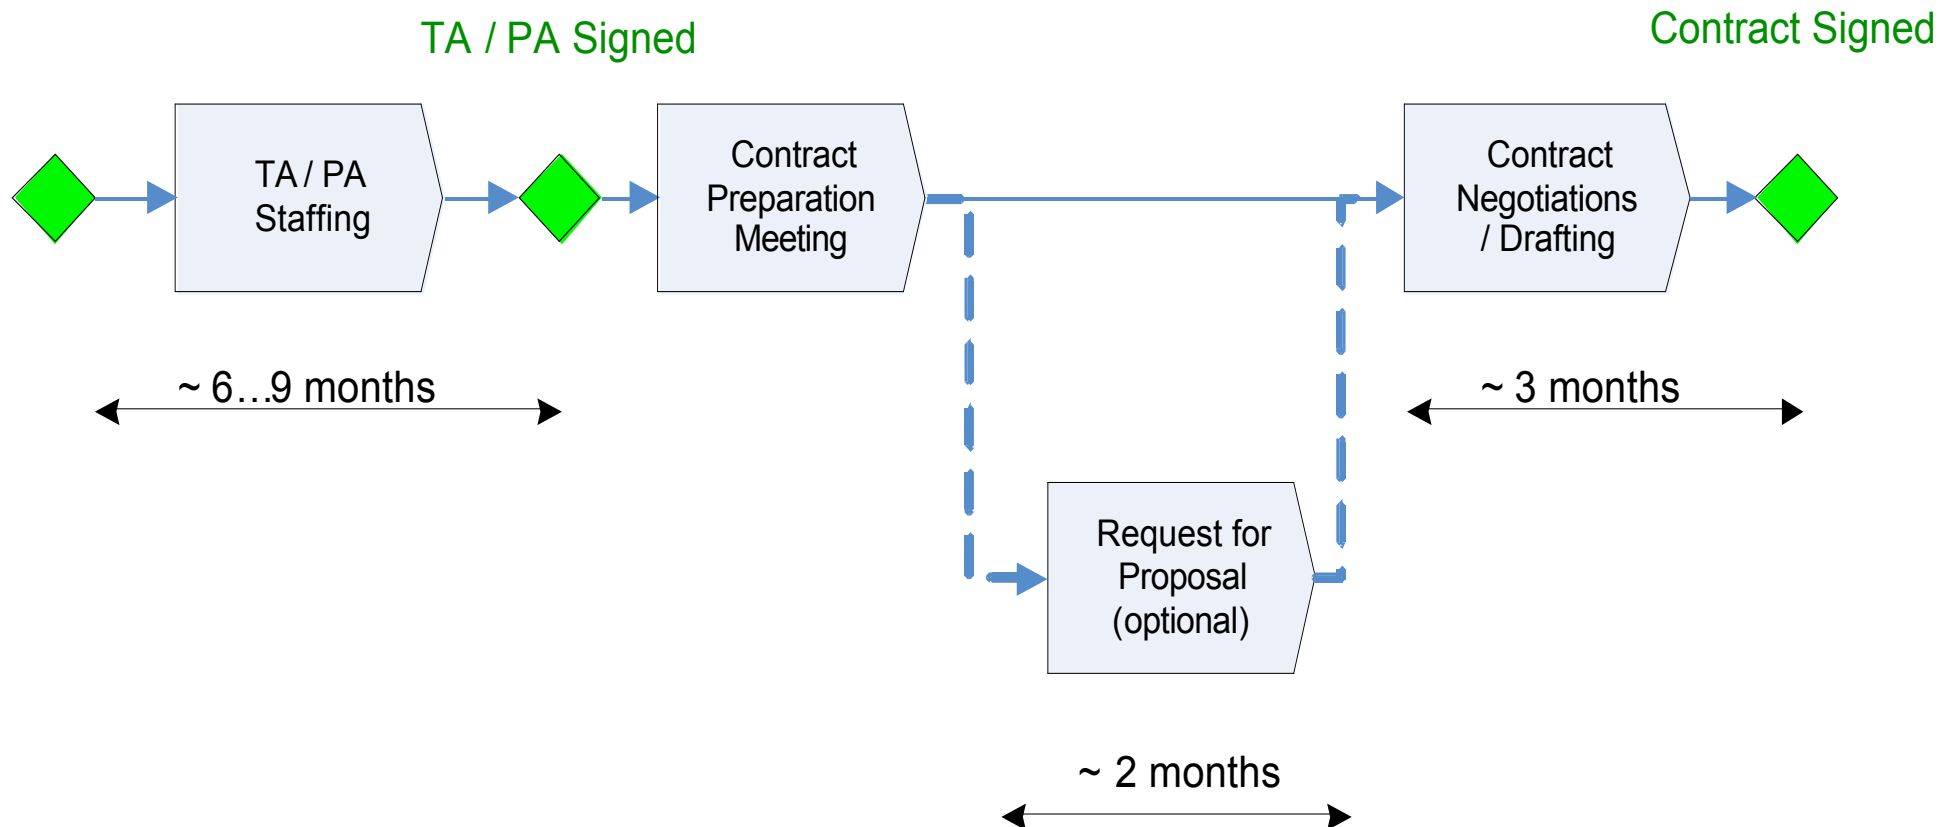 TA / PA Signed
Contract Signed
TA / PA
Staffing
Contract
Preparation
Meeting
Contract
Negotiations
/ Drafting
~ 6...9 months
~ 3 months
Request for
Proposal
(optional)
~ 2 months